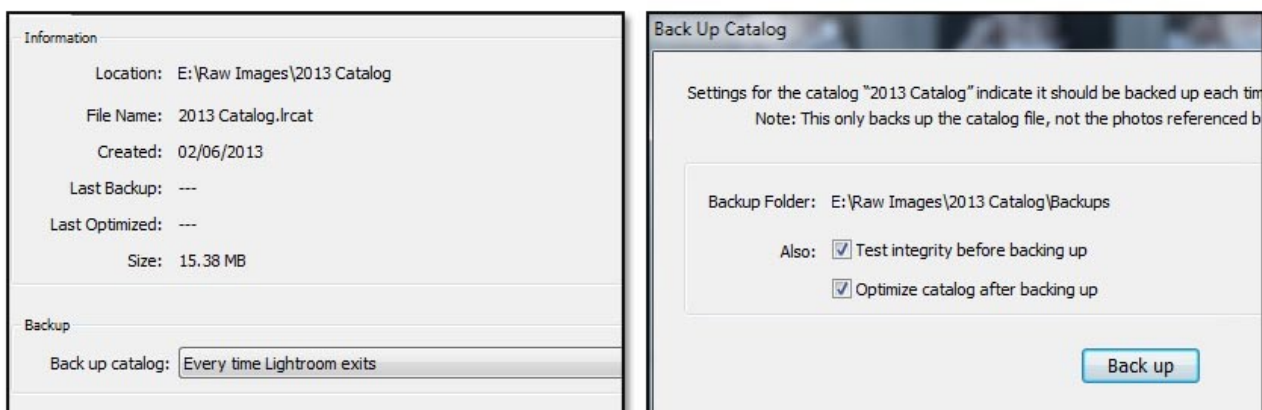 Information
Location: E:\Raw Images\2013 Catalog
File Name: 2013 Catalog.lrcat
Created: 02/06/2013
Last Backup: ---
Last Optimized: ---
Size: 15.38 MB
Backup
Back up catalog: Every time Lightroom exits
Back Up Catalog
Settings for the catalog "2013 Catalog" indicate it should be backed up each
Note: This only backs up the catalog file, not the photos referenced
Backup Folder: E:\Raw Images\2013 Catalog\Backups
Also: Test integrity before backing up
Optimize catalog after backing up
Back up